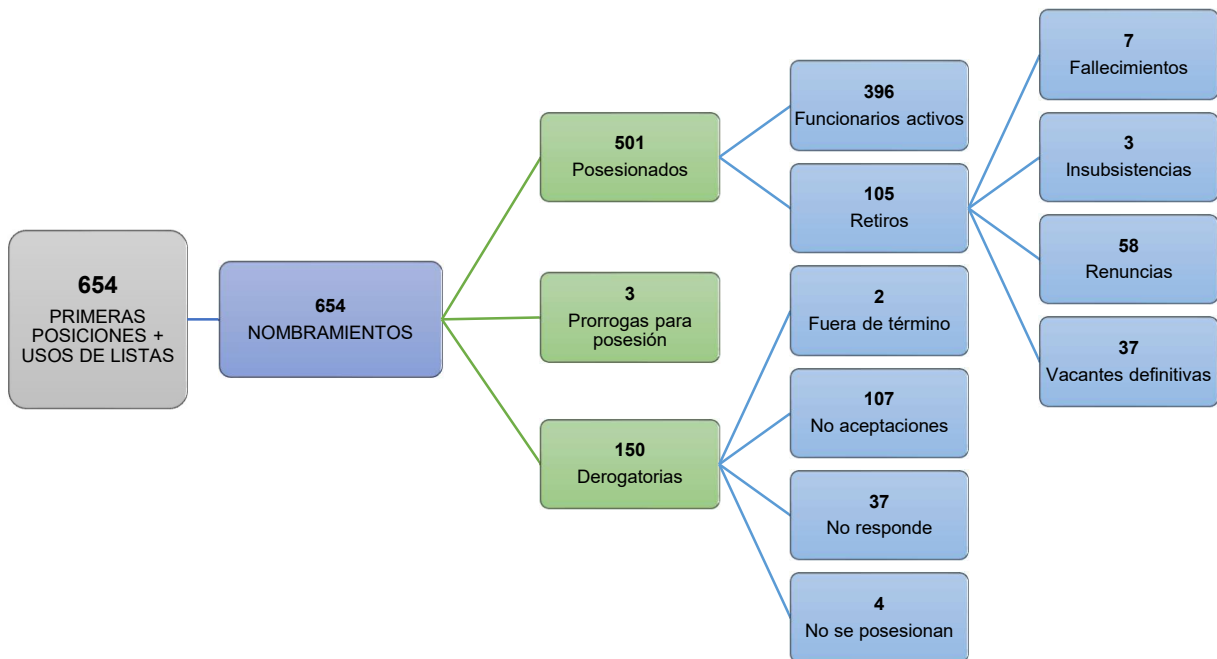 654
PRIMERAS
POSICIONES +
USOS DE LISTAS
654
NOMBRAMIENTOS
501
Posesionados
3
Prorrogas para
posesión
150
Derogatorias
396
Funcionarios activos
105
Retiros
2
Fuera de término
107
No aceptaciones
37
No responde
4
No se posesionan
7
Fallecimientos
3
Insubsistencias
58
Renuncias
37
Vacantes definitivas